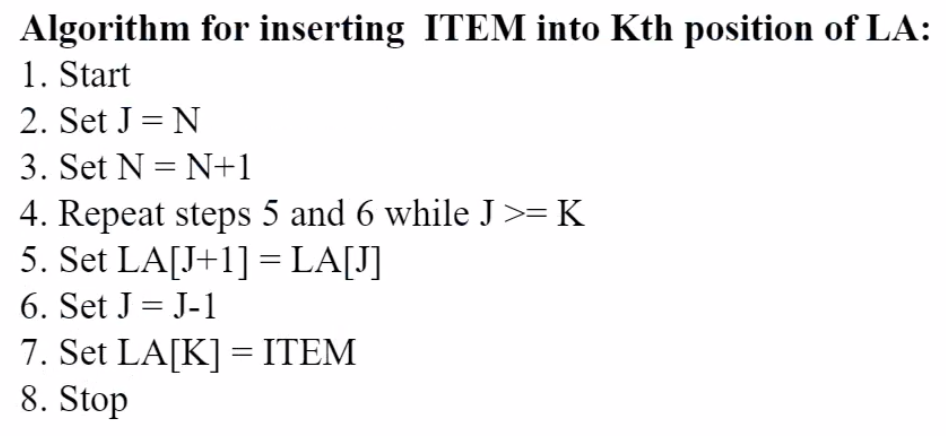 Algorithm for inserting ITEM into Kth position of LA:
1. Start
2. Set J = N
3. Set N = N+1
4. Repeat steps 5 and 6 while J >= K
5. Set LA[J+1] = LA[J]
6. Set J = J-1
7. Set LA[K] = ITEM
8. Stop